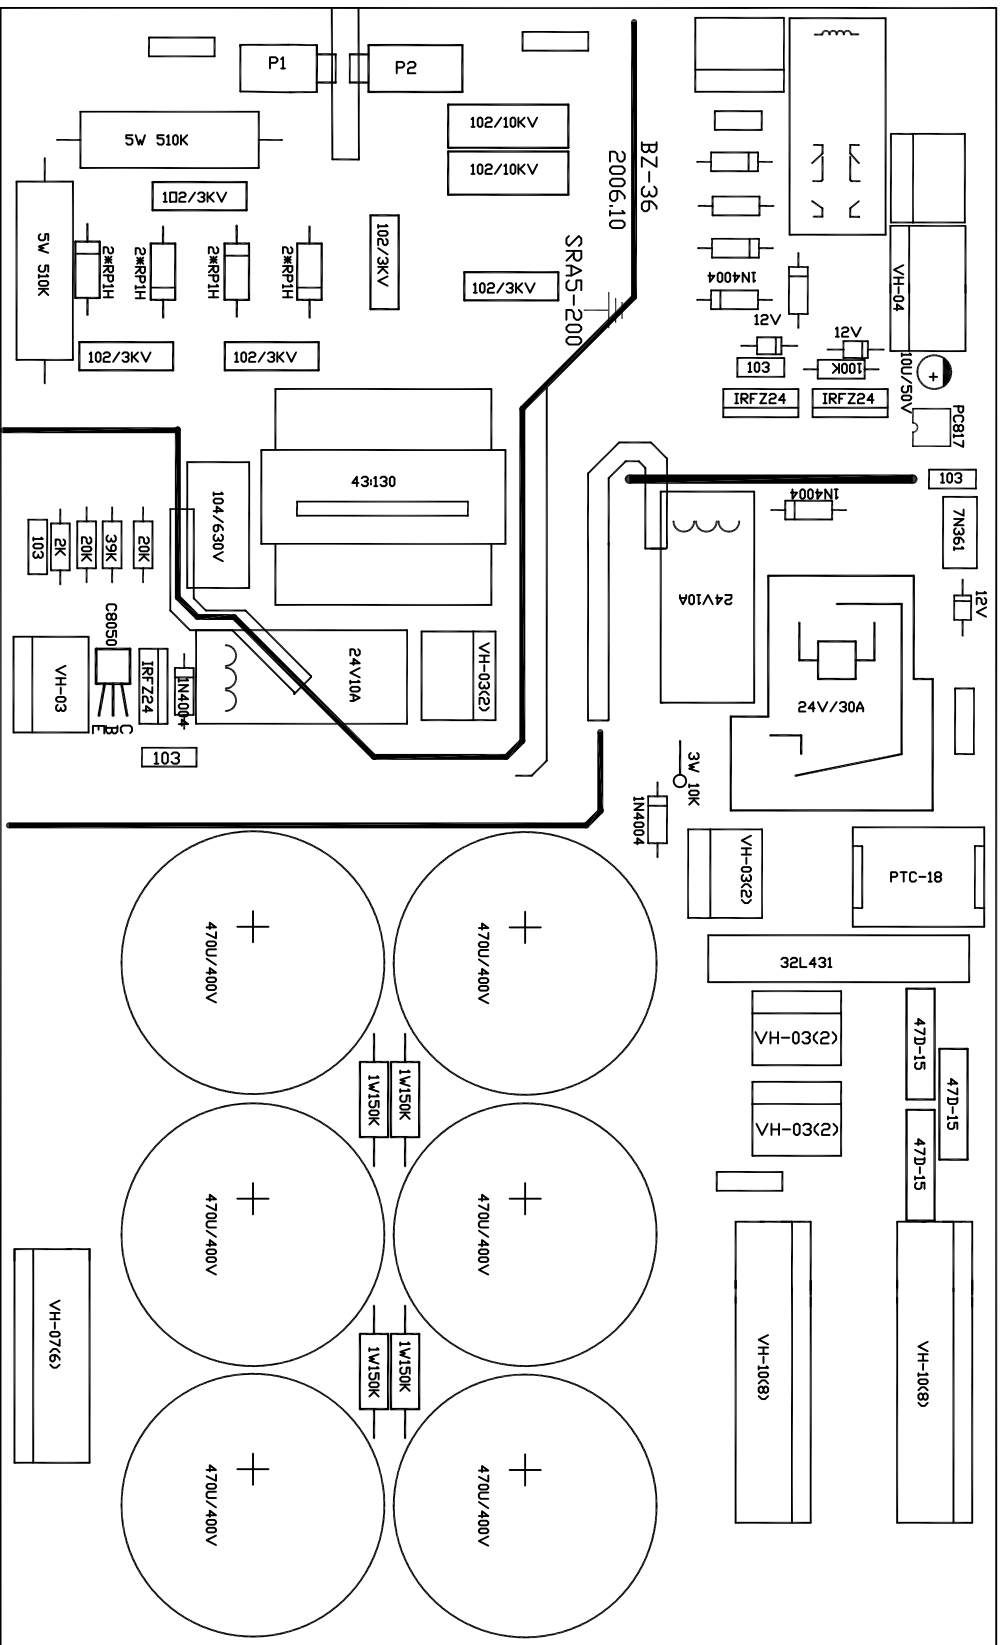 P1
P2
5W 510K
102/10KV
102/10KV
102/3KV
BZ-36
2006.10
SRA5-200
5W 510K
2*RP1H
2*RP1H
2*RP1H
2*RP1H
102/3KV
102/3KV
1N4004
VH-04
12V
12V
102/3KV
102/3KV
103
100K
10U/50V
IRFZ24
IRFZ24
PC817
43:130
104/630V
103
1N4004
7N361
103
2K
20K
39K
20K
24V10A
12V
C8050
VH-03
IRFZ24
1N4004
24V10A
VH-03(2)
24V/30A
C
B
E
103
3W 10K
1N4004
VH-03(2)
PTC-18
470U/400V
470U/400V
32L431
VH-03(2)
47D-15
47D-15
1W150K
1W150K
VH-03(2)
47D-15
470U/400V
470U/400V
VH-07(6)
1W150K
1W150K
VH-10(8)
VH-10(8)
470U/400V
470U/400V